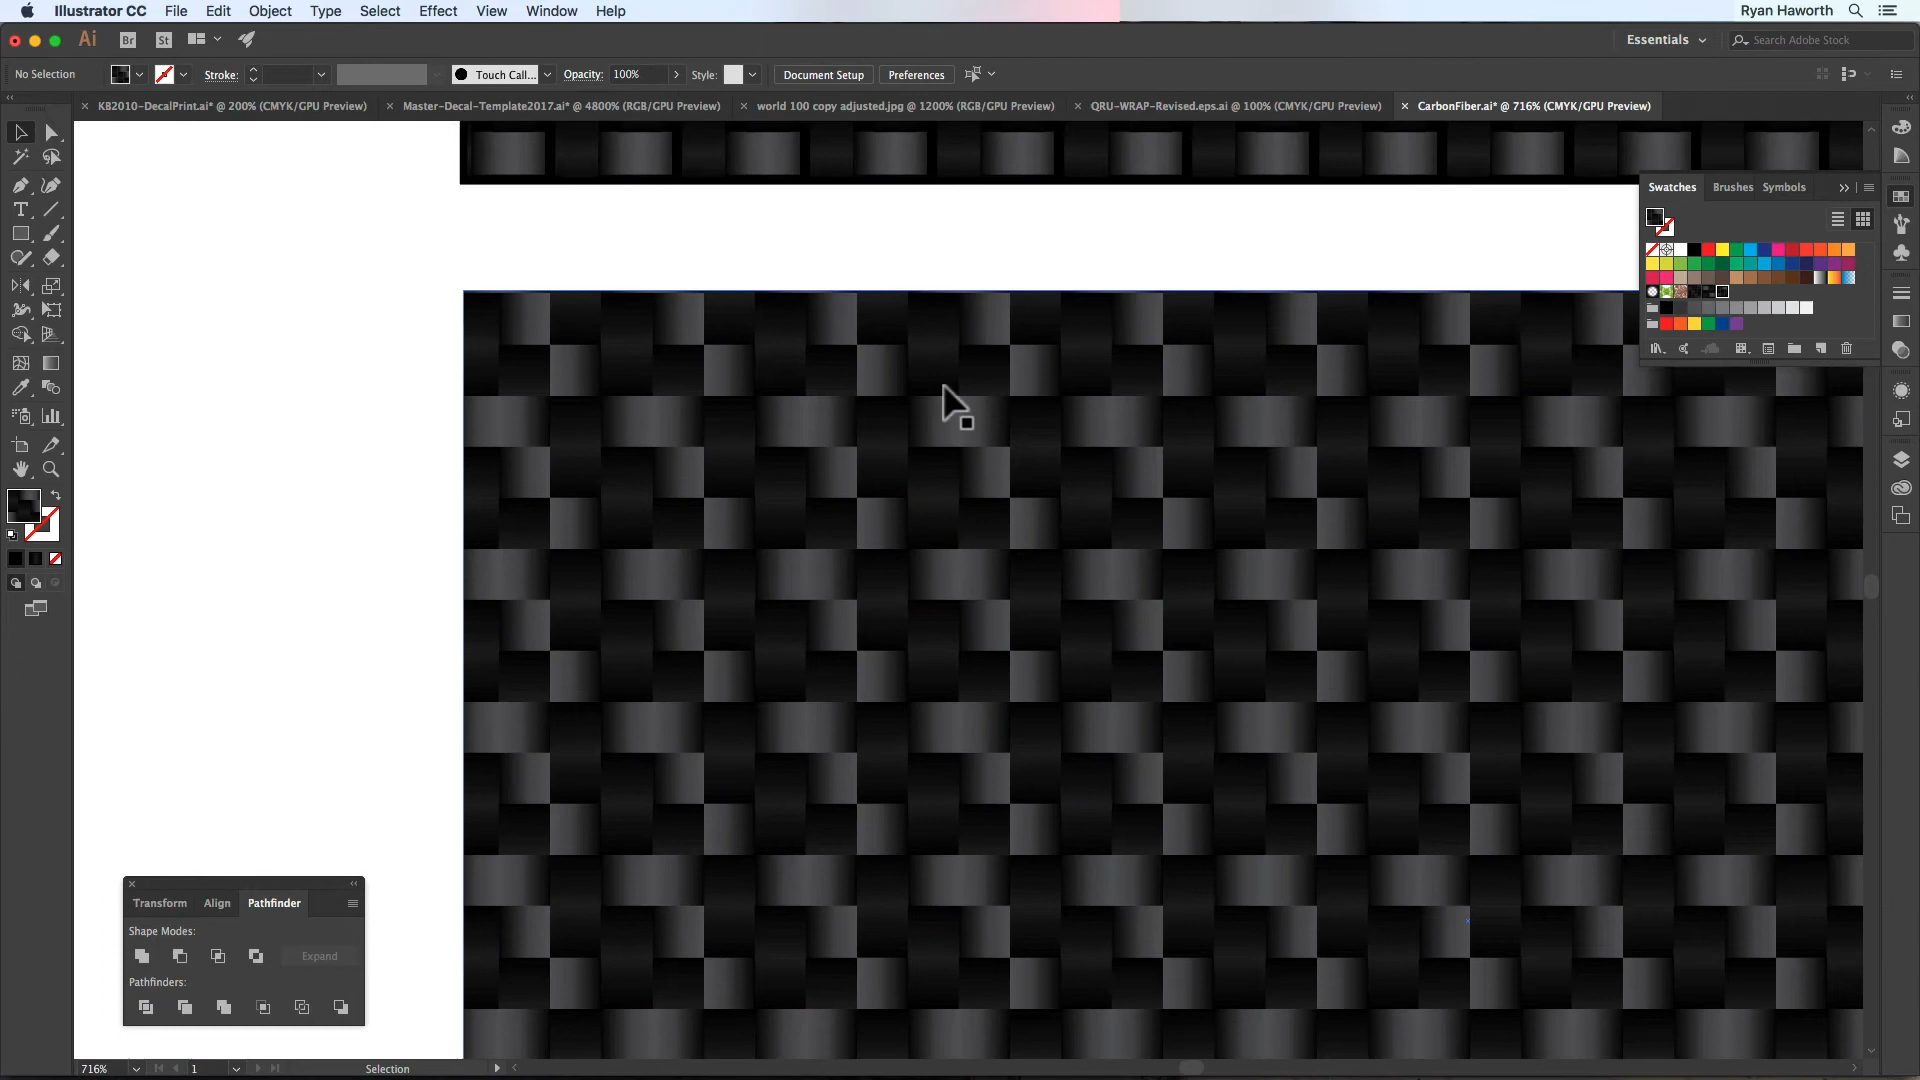 Illustrator CC File Edit Object Type Select Effect View Window Help Ryan Haworth
Ai Br St Essentials Search Adobe Stock
No Selection Stroke: Touch Call... Opacity: 100% Style: Document Setup Preferences
KB2010-DecalPrint.ai* @ 200% (CMYK/GPU Preview) Master-Decal-Template2017.ai* @ 4800% (RGB/GPU Preview) world 100 copy adjusted.jpg @ 1200% (RGB/GPU Preview) QRU-WRAP-Revised.eps.ai @ 100% (CMYK/GPU Preview) CarbonFiber.ai* @ 716% (CMYK/GPU Preview)
Swatches Brushes Symbols
Transform Align Pathfinder
Shape Modes:
Expand
Pathfinders:
716% 1 Selection